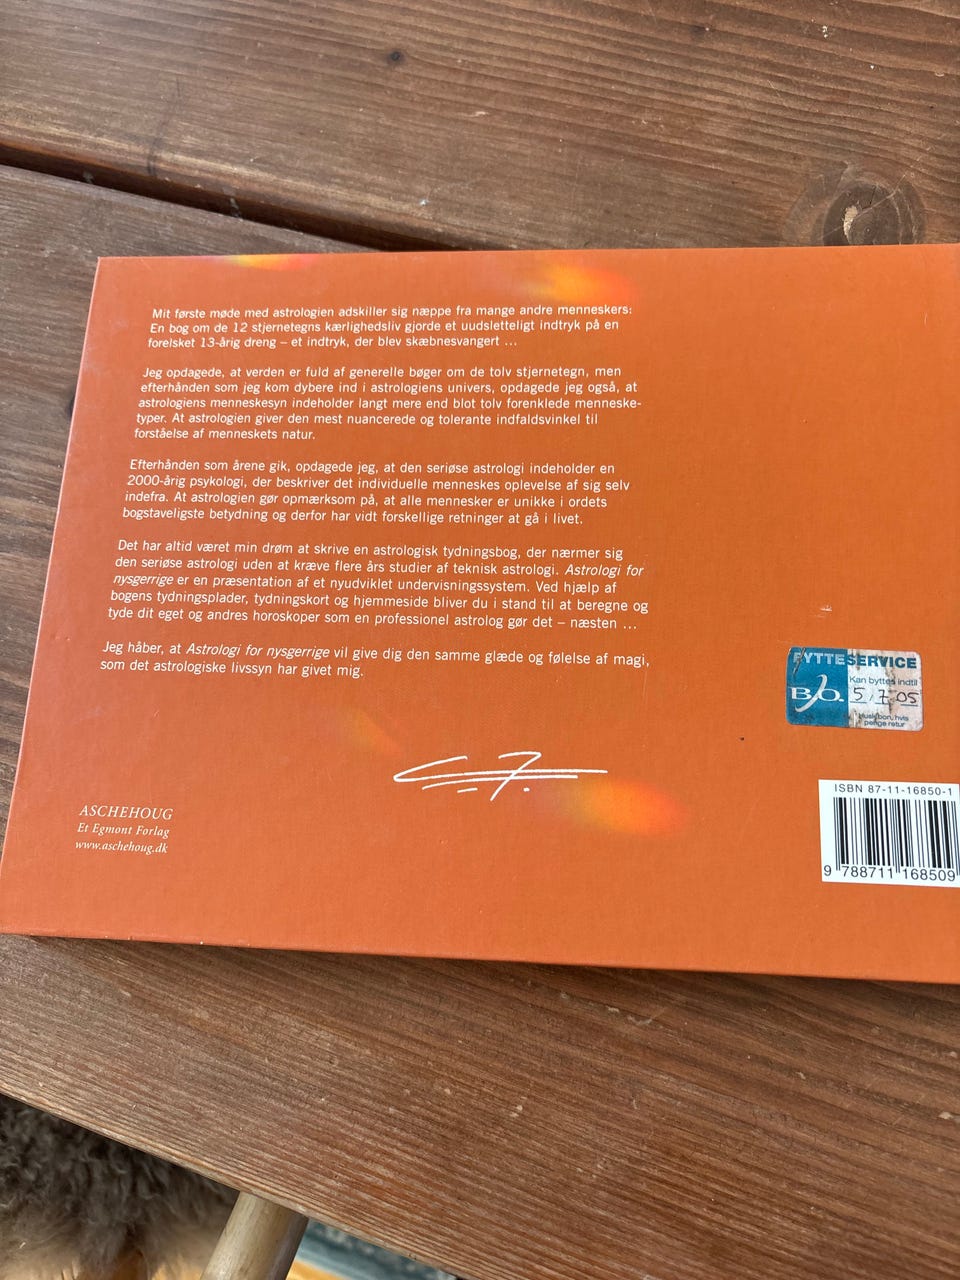 Mit første møde med astrologien adskiller sig næppe fra mange andre menneskers:
En bog om de 12 stjernetegns kærlighedsliv gjorde et uudsletteligt indtryk på en
forelsket 13-årig dreng – et indtryk, der blev skæbnesvangert ...
Jeg opdagede, at verden er fuld af generelle bøger om de tolv stjernetegn, men
efterhånden som jeg kom dybere ind i astrologiens univers, opdagede jeg også, at
astrologiens menneskesyn indeholder langt mere end blot tolv forenklede menneske-
typer. At astrologien giver den mest nuancerede og tolerante indfaldsvinkel til
forståelse af menneskets natur.
Efterhånden som årene gik, opdagede jeg, at den seriøse astrologi indeholder en
2000-årig psykologi, der beskriver det individuelle menneskes oplevelse af sig selv
indefra. At astrologien gør opmærksom på, at alle mennesker er unikke i ordets
bogstaveligste betydning og derfor har vidt forskellige retninger at gå i livet.
Det har altid været min drøm at skrive en astrologisk tydningsbog, der nærmer sig
den seriøse astrologi uden at kræve flere års studier af teknisk astrologi. Astrologi for
nysgerrige er en præsentation af et nyudviklet undervisningssystem. Ved hjælp af
bogens tydningsplader, tydningskort og hjemmeside bliver du i stand til at beregne og
tyde dit eget og andres horoskoper som en professionel astrolog gør det – næsten ...
Jeg håber, at Astrologi for nysgerrige vil give dig den samme glæde og følelse af magi,
som det astrologiske livssyn har givet mig.
BYTTESERVICE
Kan byttes indtil
B.O. 5/7-05
Husk bon, hvis
penge retur
ISBN 87-11-16850-1
9 788711 168509
ASCHEHOUG
Et Egmont Forlag
www.aschehoug.dk